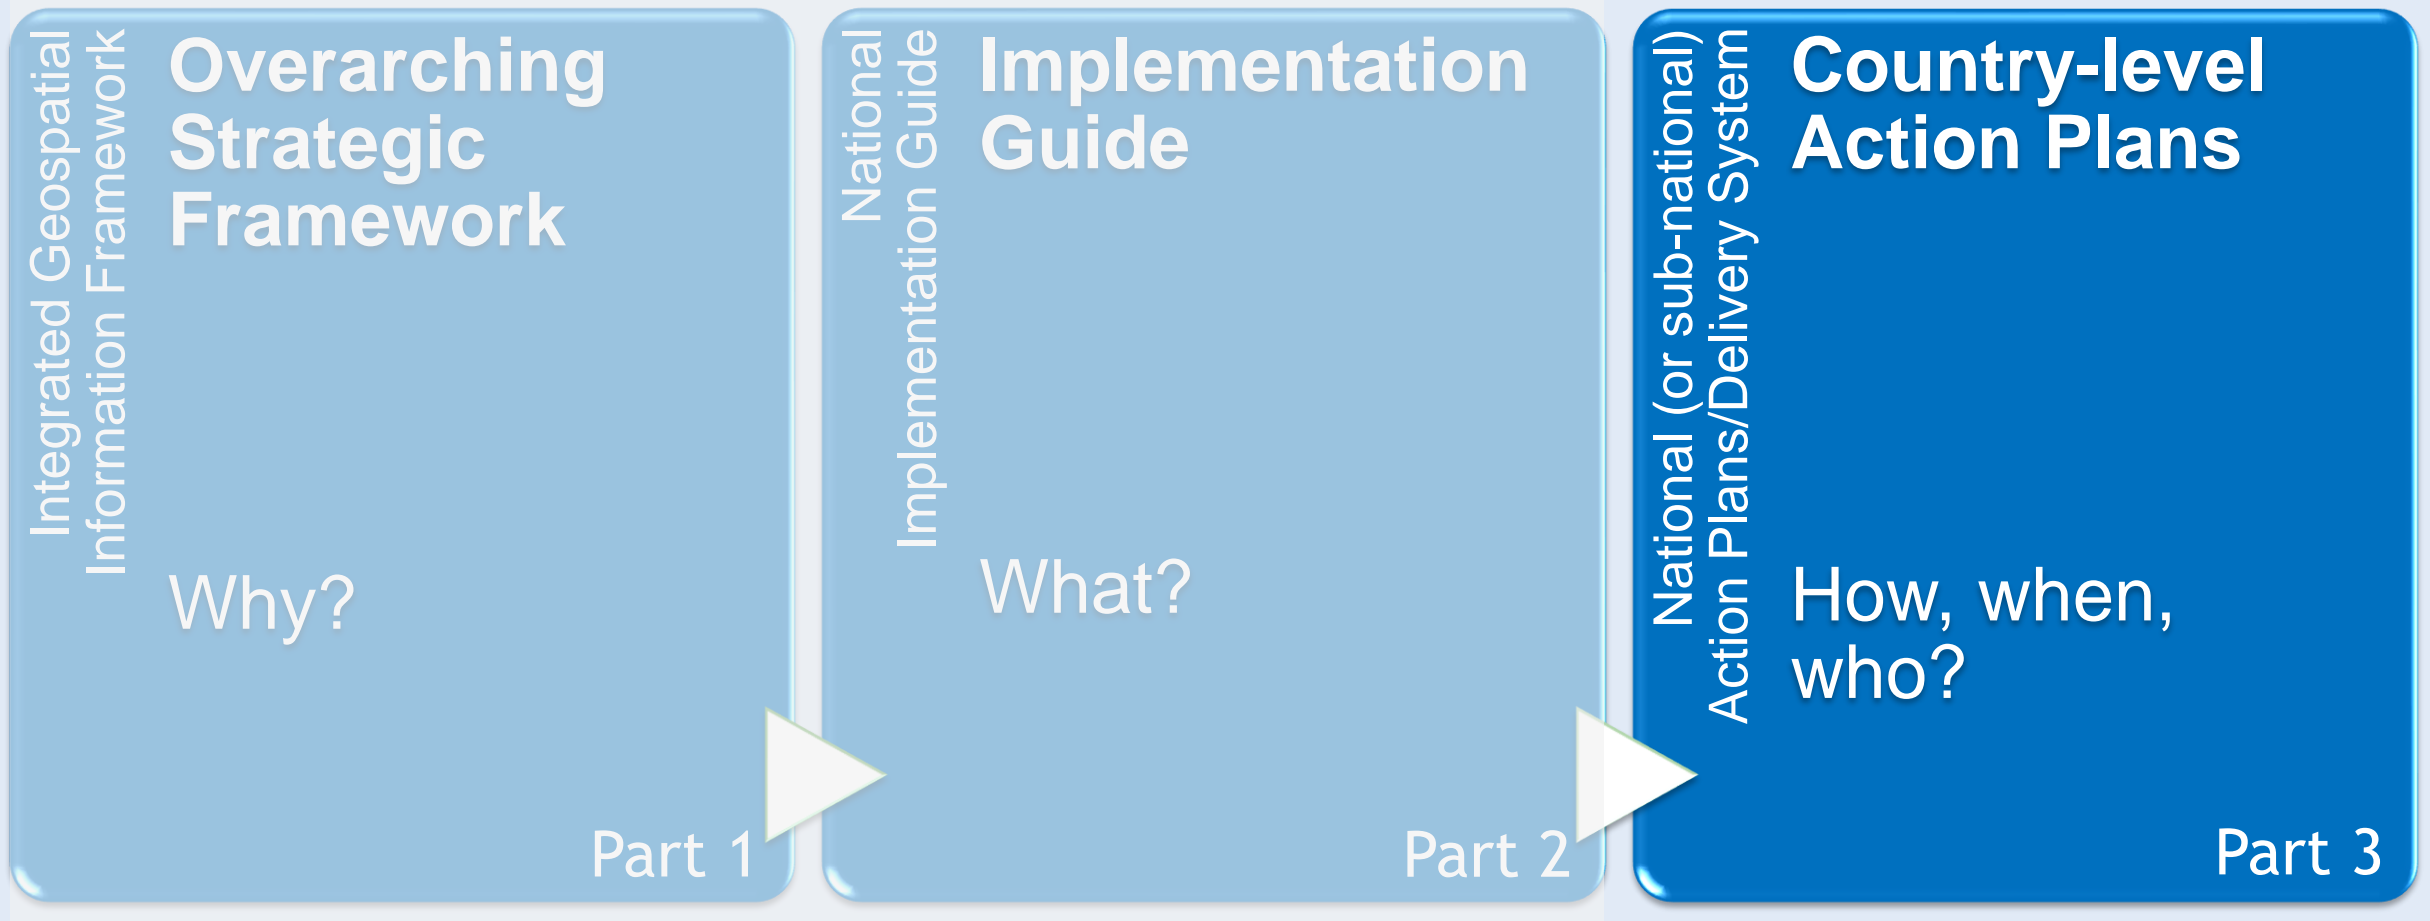 Integrated Geospatial
Information Framework
Overarching
Strategic
Framework
Why?
Part 1
National
Implementation Guide
Implementation
Guide
What?
Part 2
National (or sub-national)
Action Plans/Delivery System
Country-level
Action Plans
How, when,
who?
Part 3